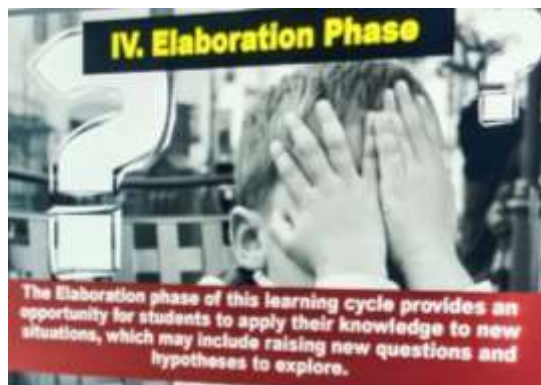 IV. Elaboration Phase
The Elaboration phase of this learning cycle provides an
opportunity for students to apply their knowledge to new
situations, which may include raising new questions and
hypotheses to explore.